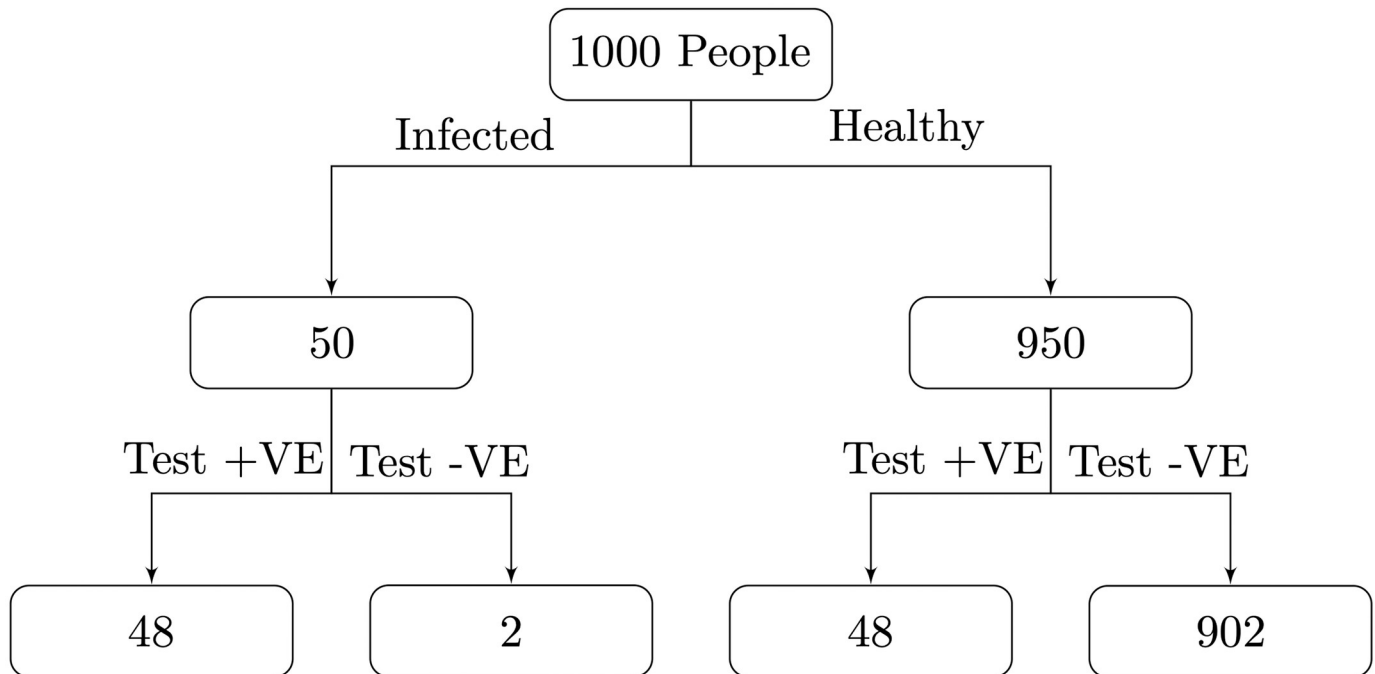 1000 People
Infected
Healthy
50
950
Test +VE
Test -VE
Test +VE
Test -VE
48
2
48
902